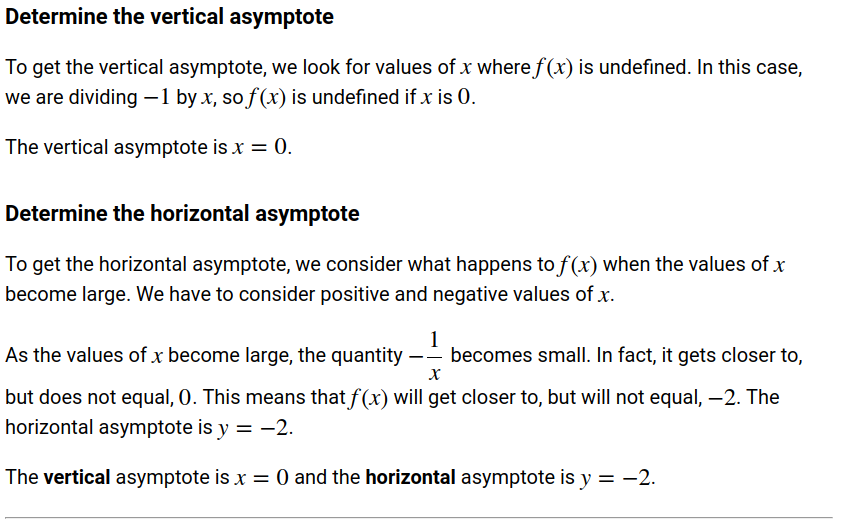 Determine the vertical asymptote
To get the vertical asymptote, we look for values of x where f(x) is undefined. In this case,
we are dividing −1 by x, so f(x) is undefined if x is 0.
The vertical asymptote is x = 0.
Determine the horizontal asymptote
To get the horizontal asymptote, we consider what happens to f(x) when the values of x
become large. We have to consider positive and negative values of x.
As the values of x become large, the quantity −1/x becomes small. In fact, it gets closer to,
but does not equal, 0. This means that f(x) will get closer to, but will not equal, −2. The
horizontal asymptote is y = −2.
The vertical asymptote is x = 0 and the horizontal asymptote is y = −2.